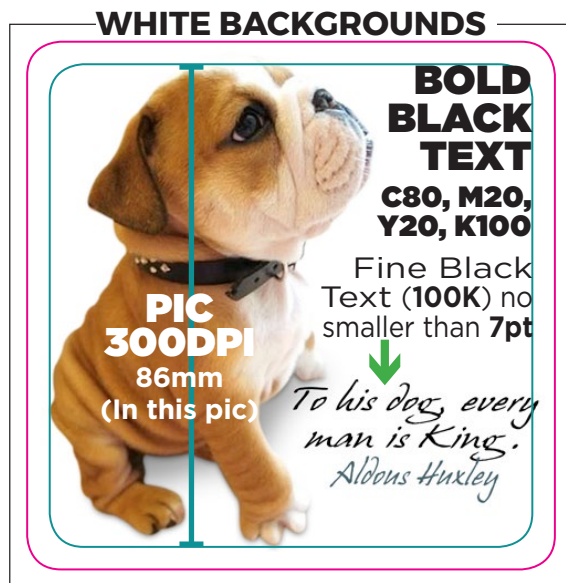 WHITE BACKGROUNDS
BOLD
BLACK
TEXT
C80, M20,
Y20, K100
Fine Black
Text (100K) no
smaller than 7pt
PIC
300DPI
86mm
(In this pic)
To his dog, every
man is King.
Aldous Huxley